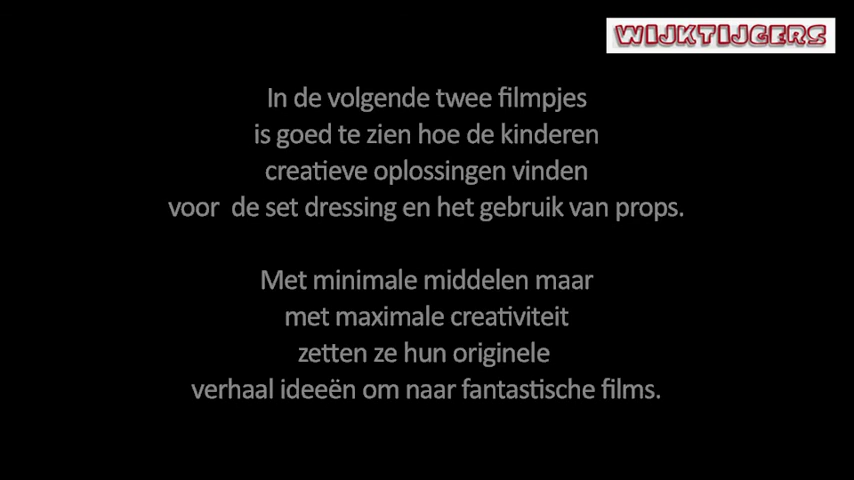 WIJKTIJGERS
In de volgende twee filmpjes
is goed te zien hoe de kinderen
creatieve oplossingen vinden
voor de set dressing en het gebruik van props.
Met minimale middelen maar
met maximale creativiteit
zetten ze hun originele
verhaal ideeën om naar fantastische films.